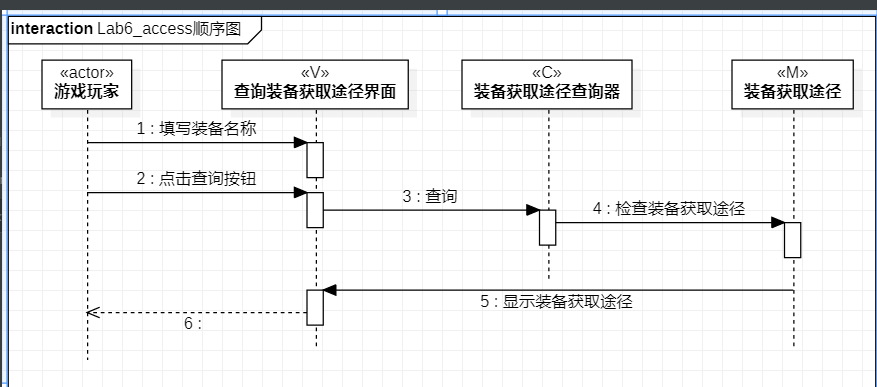 interaction Lab6_access顺序图
«actor»
游戏玩家
«V»
查询装备获取途径界面
«C»
装备获取途径查询器
«M»
装备获取途径
1 : 填写装备名称
2 : 点击查询按钮
3 : 查询
4 : 检查装备获取途径
5 : 显示装备获取途径
6 :